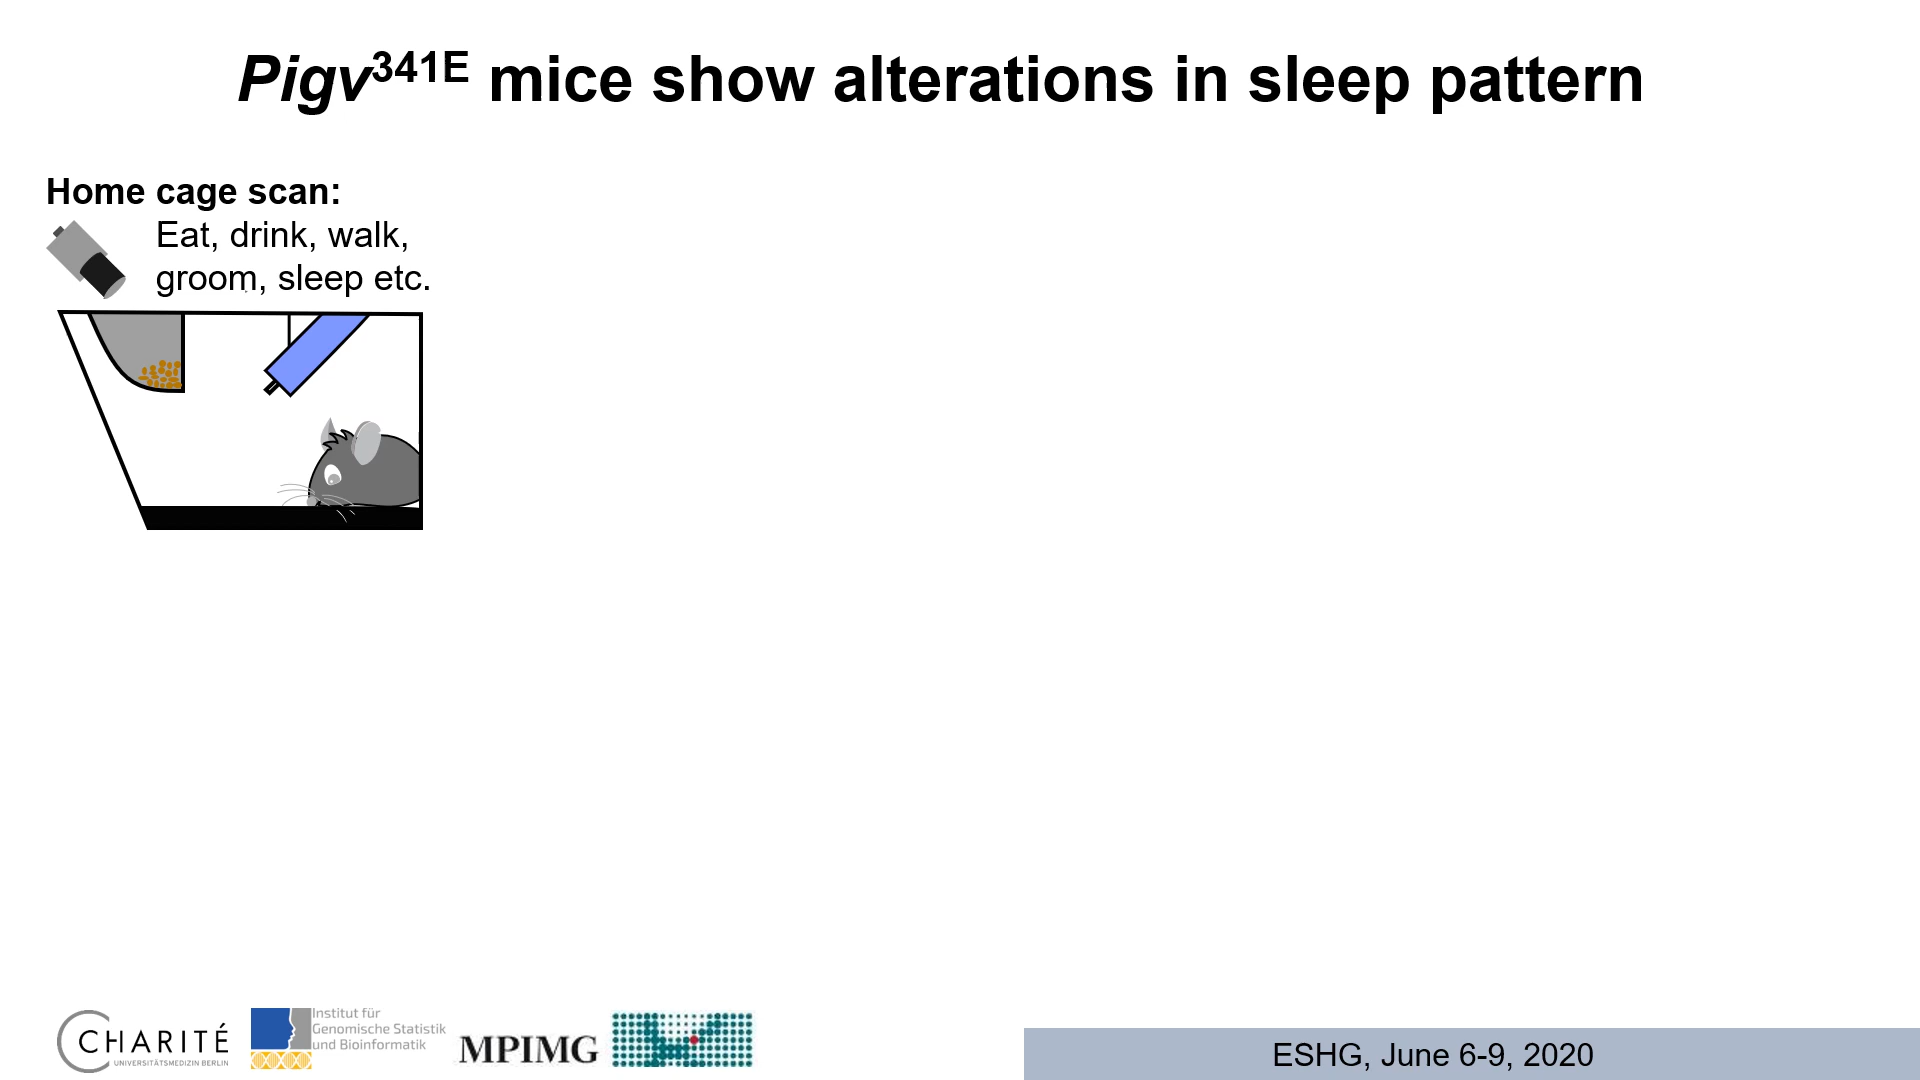 Pigv³⁴¹ᴱ mice show alterations in sleep pattern
Home cage scan:
Eat, drink, walk,
groom, sleep etc.
CHARITÉ
UNIVERSITÄTSMEDIZIN BERLIN
Institut für
Genomische Statistik
und Bioinformatik
MPIMG
ESHG, June 6-9, 2020